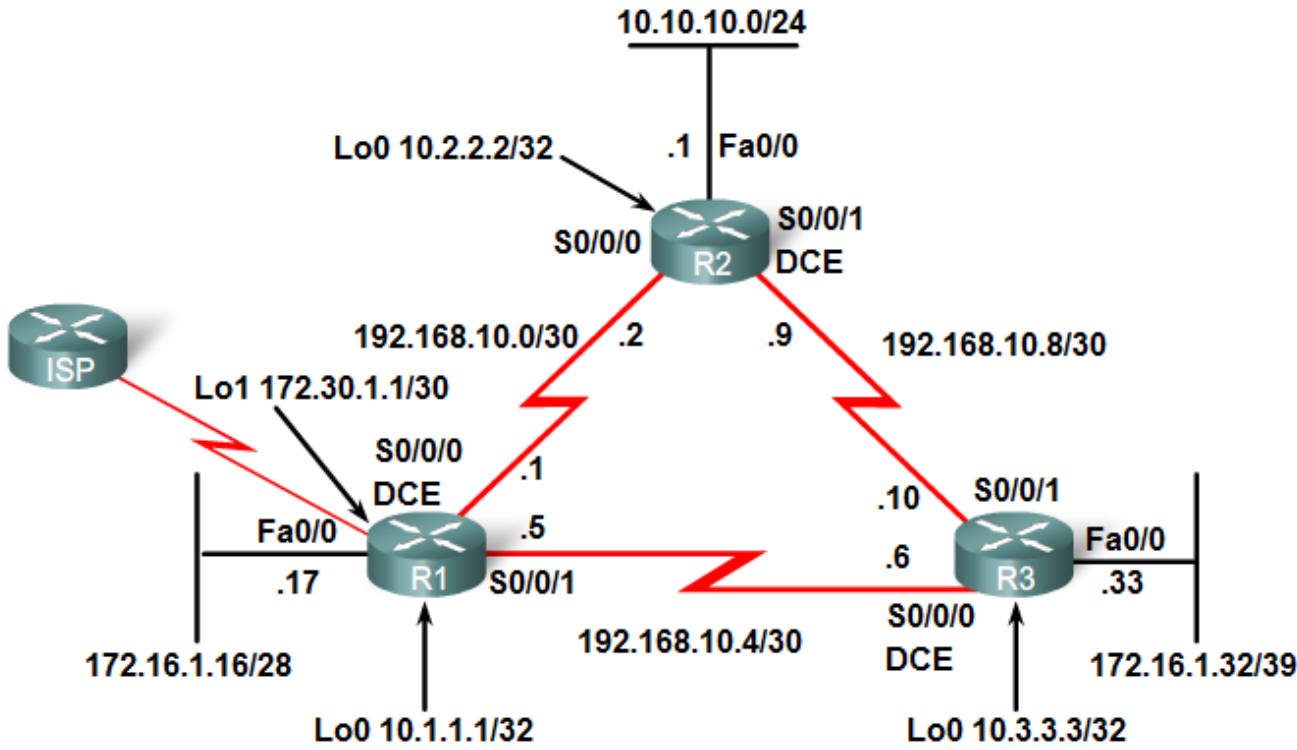 10.10.10.0/24
Lo0 10.2.2.2/32
.1
Fa0/0
S0/0/0
R2
S0/0/1
DCE
ISP
192.168.10.0/30
.2
.9
192.168.10.8/30
Lo1 172.30.1.1/30
S0/0/0
DCE
.1
.10
S0/0/1
Fa0/0
.17
R1
.5
S0/0/1
.6
R3
Fa0/0
.33
S0/0/0
DCE
172.16.1.16/28
192.168.10.4/30
172.16.1.32/39
Lo0 10.1.1.1/32
Lo0 10.3.3.3/32